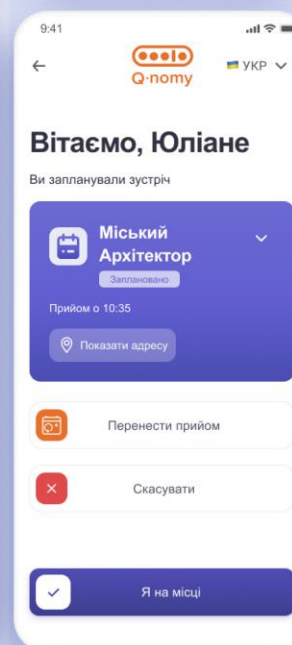 9:41
Q-nomy
УКР
Вітаємо, Юліане
Ви запланували зустріч
Міський
Архітектор
Заплановано
Прийом о 10:35
Показати адресу
Перенести прийом
Скасувати
Я на місці